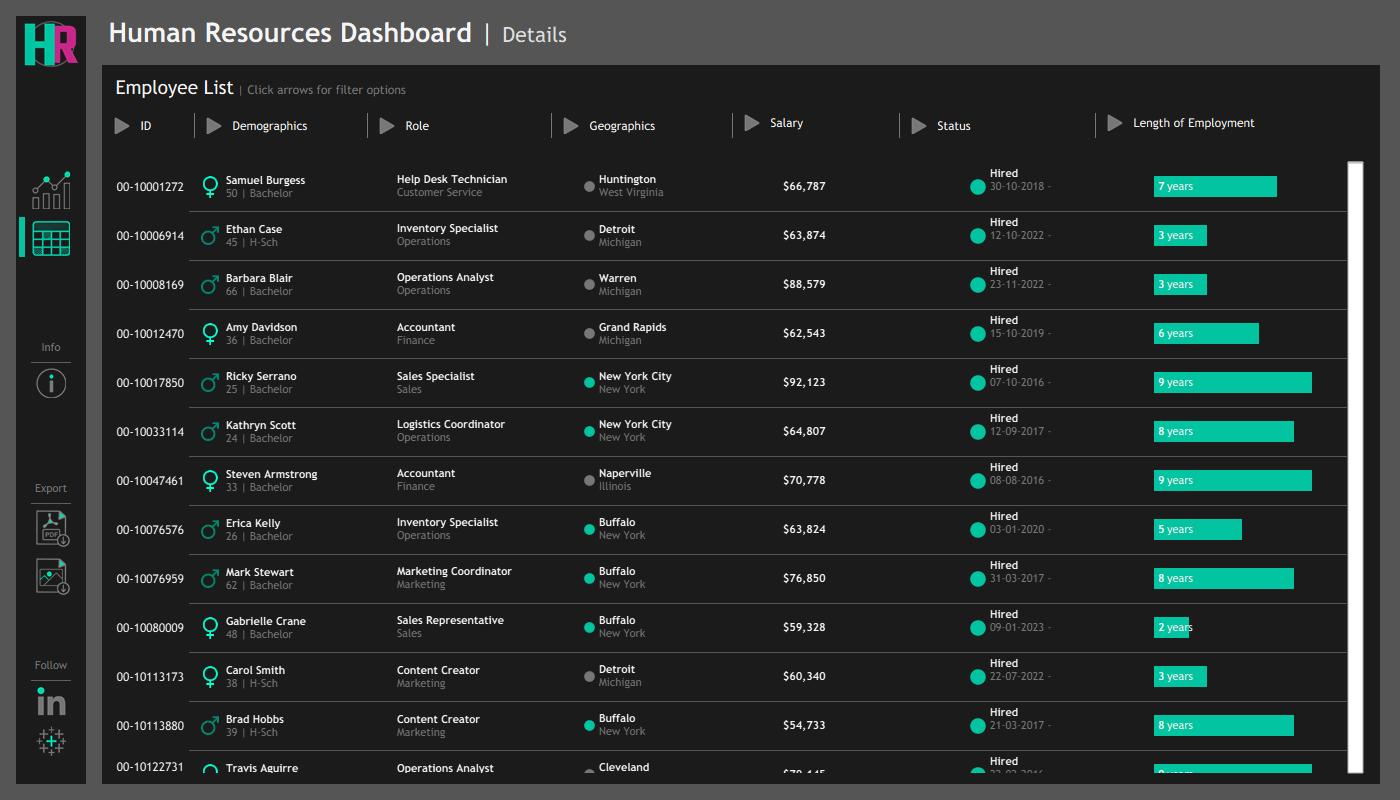 HR
Human Resources Dashboard | Details
Employee List | Click arrows for filter options
ID
Demographics
Role
Geographics
Salary
Status
Length of Employment
00-10001272
Samuel Burgess
50 | Bachelor
Help Desk Technician
Customer Service
Huntington
West Virginia
$66,787
Hired
30-10-2018 -
7 years
00-10006914
Ethan Case
45 | H-Sch
Inventory Specialist
Operations
Detroit
Michigan
$63,874
Hired
12-10-2022 -
3 years
00-10008169
Barbara Blair
66 | Bachelor
Operations Analyst
Operations
Warren
Michigan
$88,579
Hired
23-11-2022 -
3 years
00-10012470
Amy Davidson
36 | Bachelor
Accountant
Finance
Grand Rapids
Michigan
$62,543
Hired
15-10-2019 -
6 years
00-10017850
Ricky Serrano
25 | Bachelor
Sales Specialist
Sales
New York City
New York
$92,123
Hired
07-10-2016 -
9 years
00-10033114
Kathryn Scott
24 | Bachelor
Logistics Coordinator
Operations
New York City
New York
$64,807
Hired
12-09-2017 -
8 years
00-10047461
Steven Armstrong
33 | Bachelor
Accountant
Finance
Naperville
Illinois
$70,778
Hired
08-08-2016 -
9 years
00-10076576
Erica Kelly
26 | Bachelor
Inventory Specialist
Operations
Buffalo
New York
$63,824
Hired
03-01-2020 -
5 years
00-10076959
Mark Stewart
62 | Bachelor
Marketing Coordinator
Marketing
Buffalo
New York
$76,850
Hired
31-03-2017 -
8 years
00-10080009
Gabrielle Crane
48 | Bachelor
Sales Representative
Sales
Buffalo
New York
$59,328
Hired
09-01-2023 -
2 years
00-10113173
Carol Smith
38 | H-Sch
Content Creator
Marketing
Detroit
Michigan
$60,340
Hired
22-07-2022 -
3 years
00-10113880
Brad Hobbs
39 | H-Sch
Content Creator
Marketing
Buffalo
New York
$54,733
Hired
21-03-2017 -
8 years
00-10122731
Travis Aguirre
Operations Analyst
Cleveland
Hired
Info
Export
PDF
Follow
in